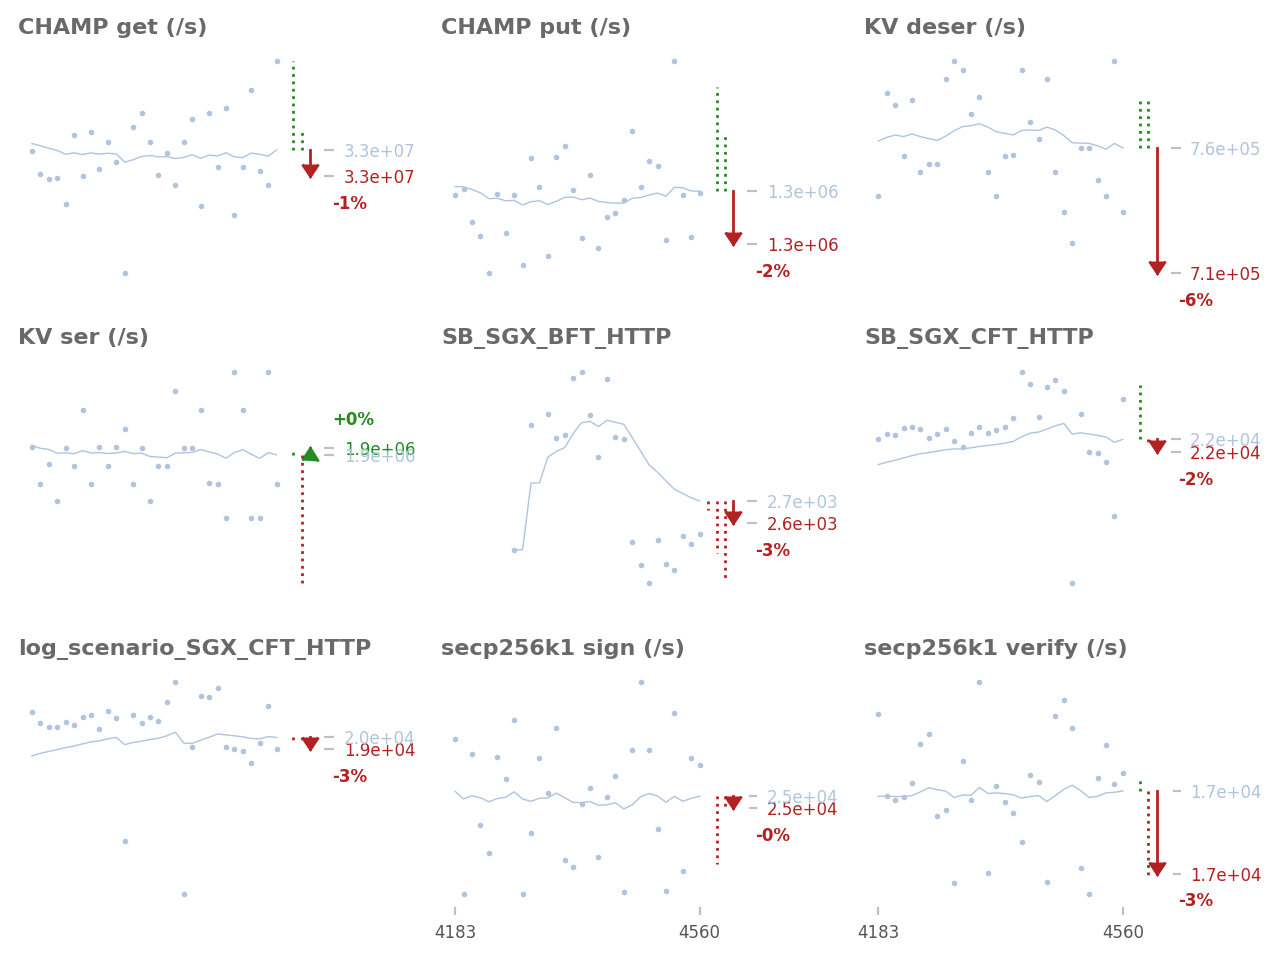 CHAMP get (/s)
3.3e+07
3.3e+07
-1%
CHAMP put (/s)
1.3e+06
1.3e+06
-2%
KV deser (/s)
7.6e+05
7.1e+05
-6%
KV ser (/s)
+0%
1.9e+06
1.9e+06
SB_SGX_BFT_HTTP
2.7e+03
2.6e+03
-3%
SB_SGX_CFT_HTTP
2.2e+04
2.2e+04
-2%
log_scenario_SGX_CFT_HTTP
2.0e+04
1.9e+04
-3%
secp256k1 sign (/s)
2.5e+04
2.5e+04
-0%
4183
4560
secp256k1 verify (/s)
1.7e+04
1.7e+04
-3%
4183
4560